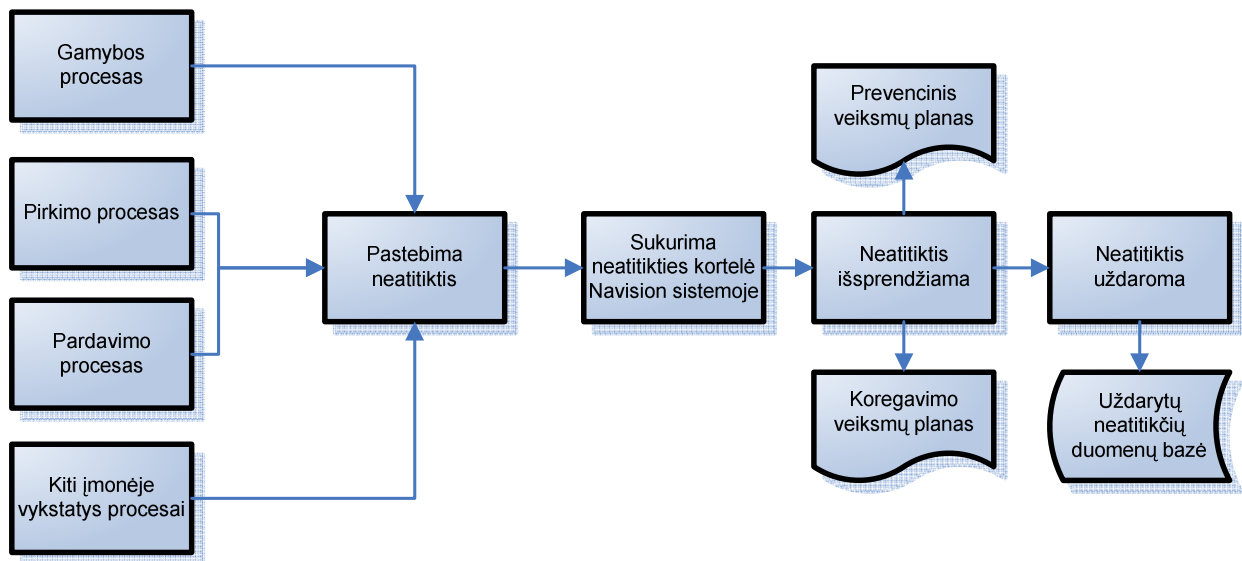 Gamybos
procesas
Pirkimo procesas
Pardavimo
procesas
Kiti įmonėje
vykstatys procesai
Pastebima
neatitiktis
Sukurima
neatitikties kortelė
Navision sistemoje
Prevencinis
veiksmų planas
Neatitiktis
išsprendžiama
Koregavimo
veiksmų planas
Neatitiktis
uždaroma
Uždarytų
neatitikčių
duomenų bazė